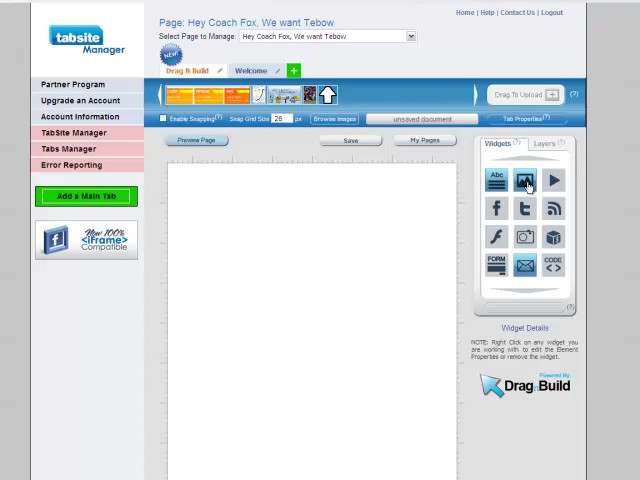 Home | Help | Contact Us | Logout
tabsite
Manager
Page: Hey Coach Fox, We want Tebow
Select Page to Manage: Hey Coach Fox, We want Tebow
NEW!
Drag N Build
Welcome
+
Partner Program
Upgrade an Account
Account Information
TabSite Manager
Tabs Manager
Error Reporting
Add a Main Tab
Now 100%
<iFrame>
Compatible
Drag To Upload (?)
Enable Snapping(?) Snap Grid Size 26 px Browse Images unsaved document Tab Properties(?)
Preview Page Save My Pages
Widgets (?) Layers(?)
Abc
FORM
CODE
<>
(?)
Widget Details
NOTE: Right Click on any widget you
are working with to edit the Element
Properties or remove the widget.
Powered By:
DragnBuild